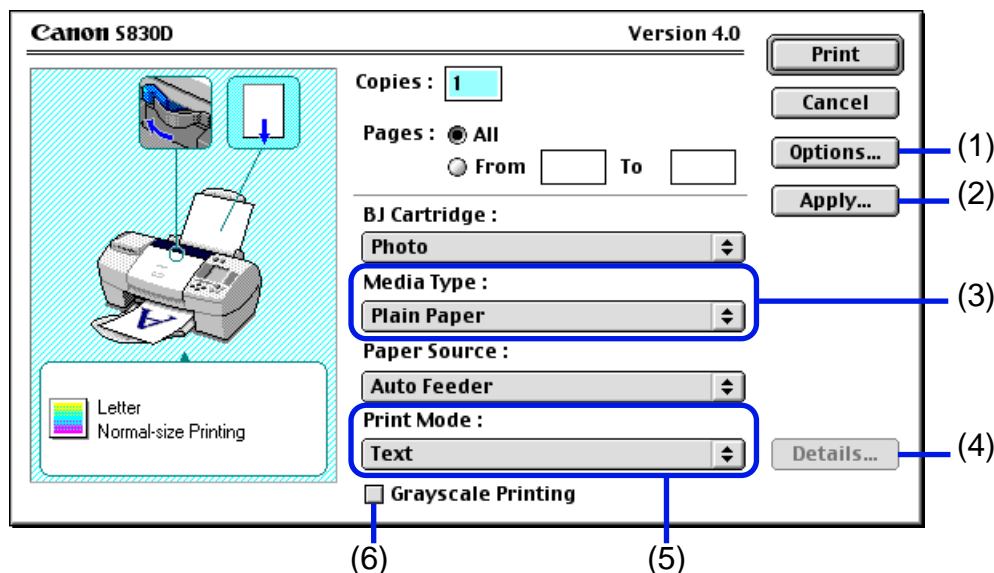 Canon S830D
Version 4.0
Print
Copies : 1
Cancel
Pages : All
Options...
(1)
From To
Apply...
(2)
BJ Cartridge :
Photo
Media Type :
(3)
Plain Paper
Paper Source :
Auto Feeder
Letter
Normal-size Printing
Print Mode :
Text
Details...
(4)
Grayscale Printing
(6)
(5)
A